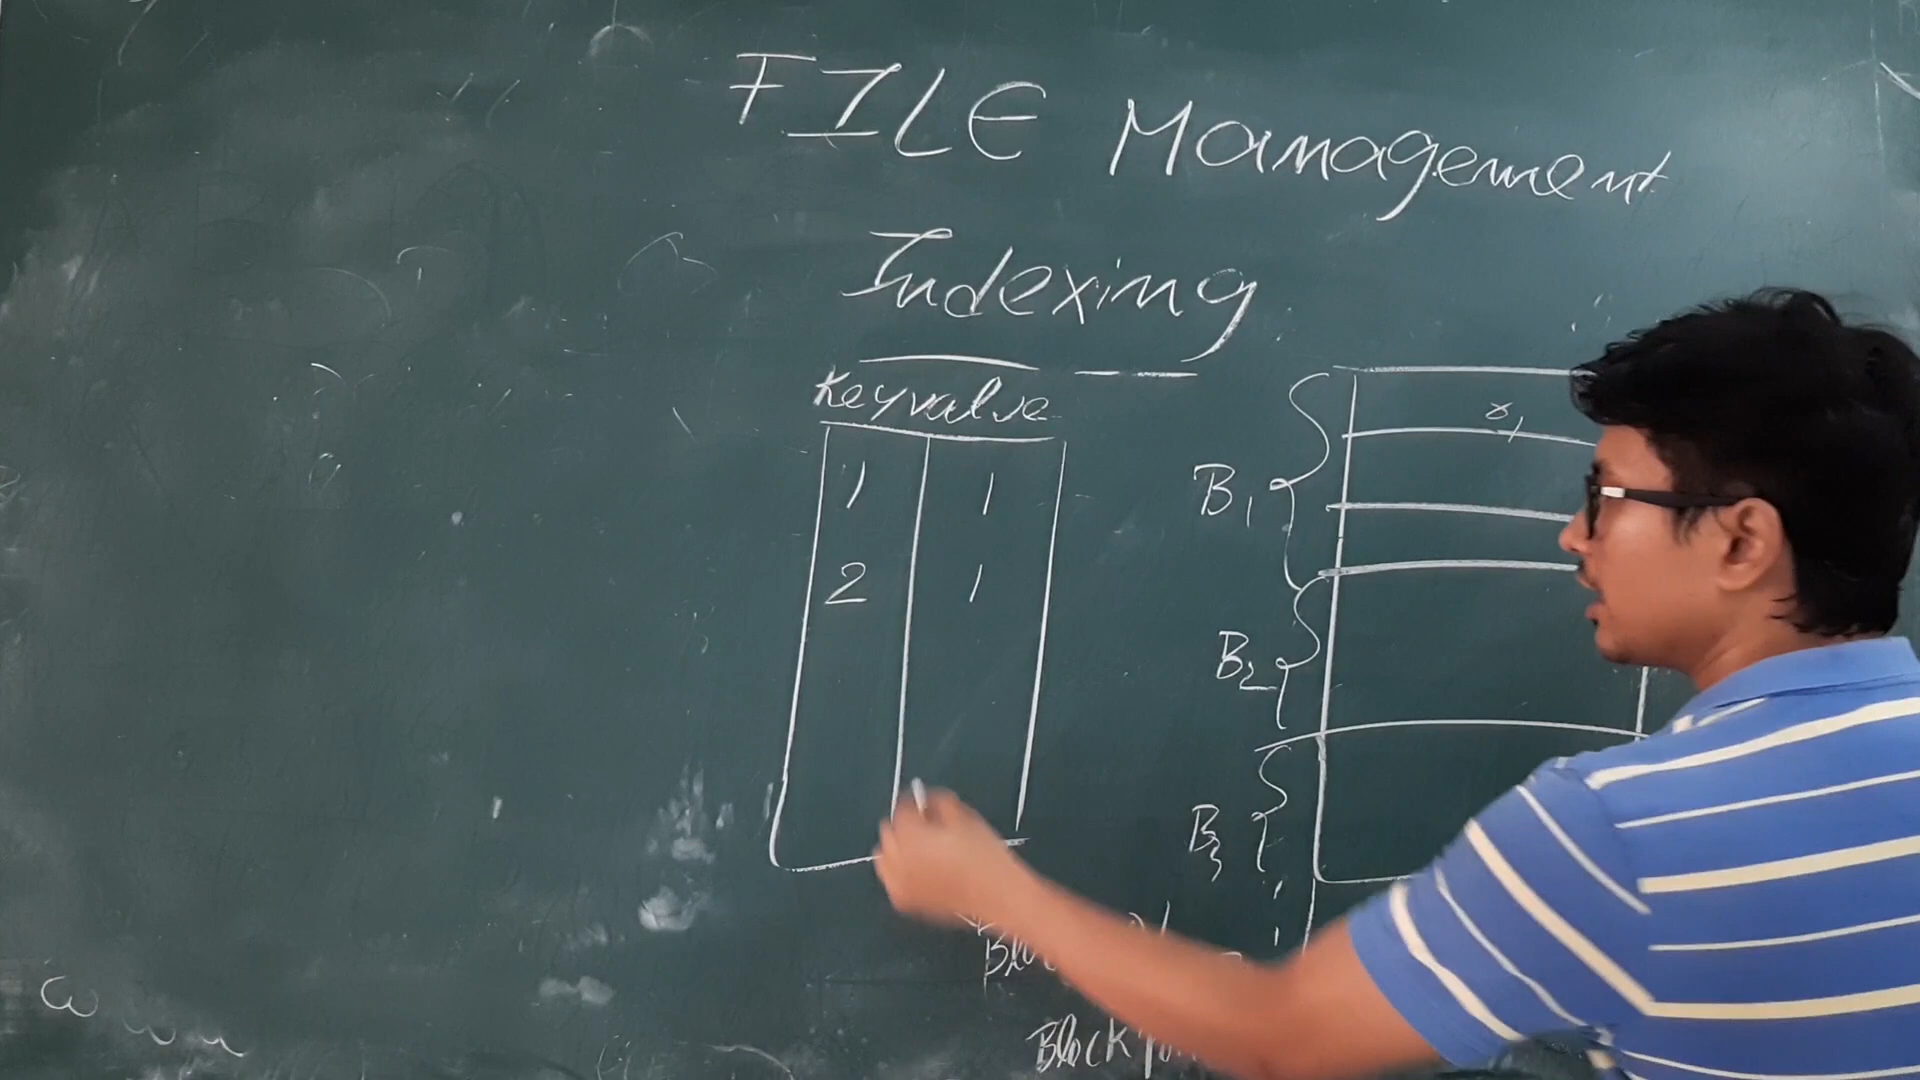 FILE Management
Indexing
Keyvalue
1 1
2 1
B1
B2
B3
Block